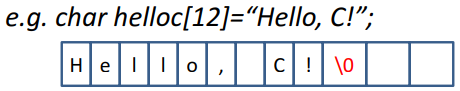 e.g. char helloc[12]=“Hello, C!”;
H e l l o , C ! \0